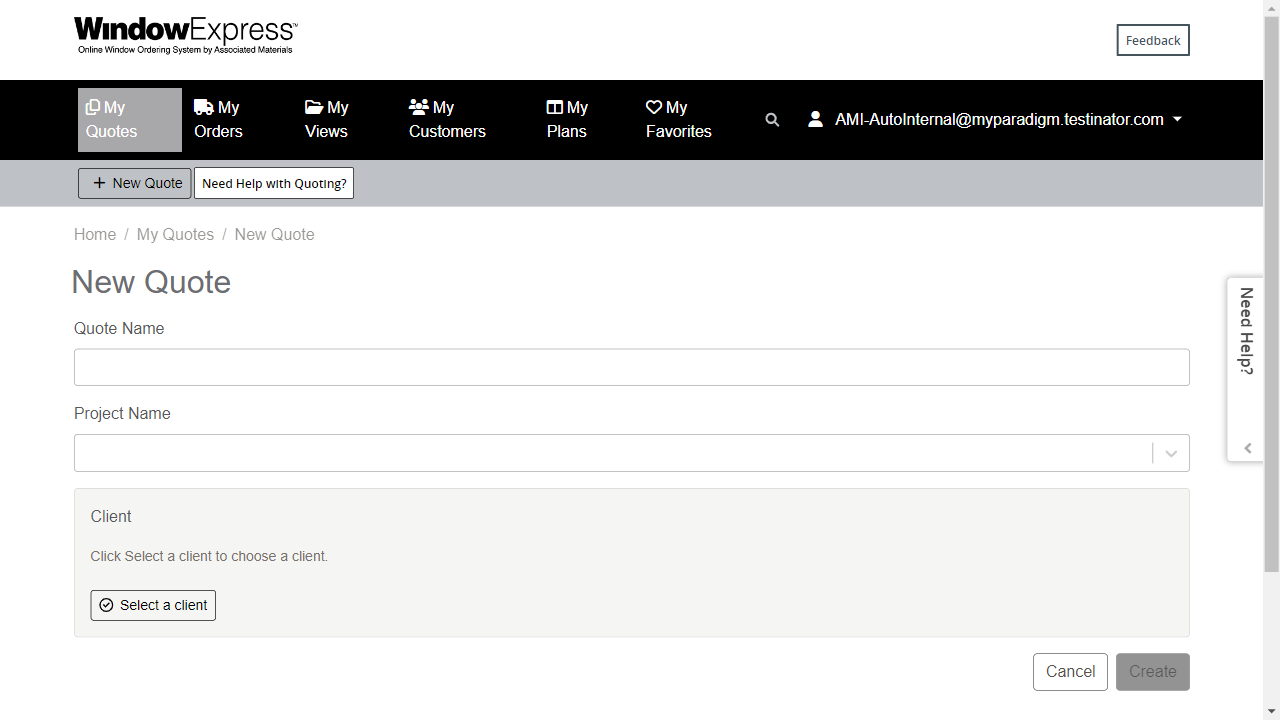 WindowExpress™
Online Window Ordering System by Associated Materials
Feedback
My Quotes
My Orders
My Views
My Customers
My Plans
My Favorites
AMI-AutoInternal@myparadigm.testinator.com
New Quote
Need Help with Quoting?
Home / My Quotes / New Quote
New Quote
Need Help?
Quote Name
Project Name
Client
Click Select a client to choose a client.
Select a client
Cancel
Create